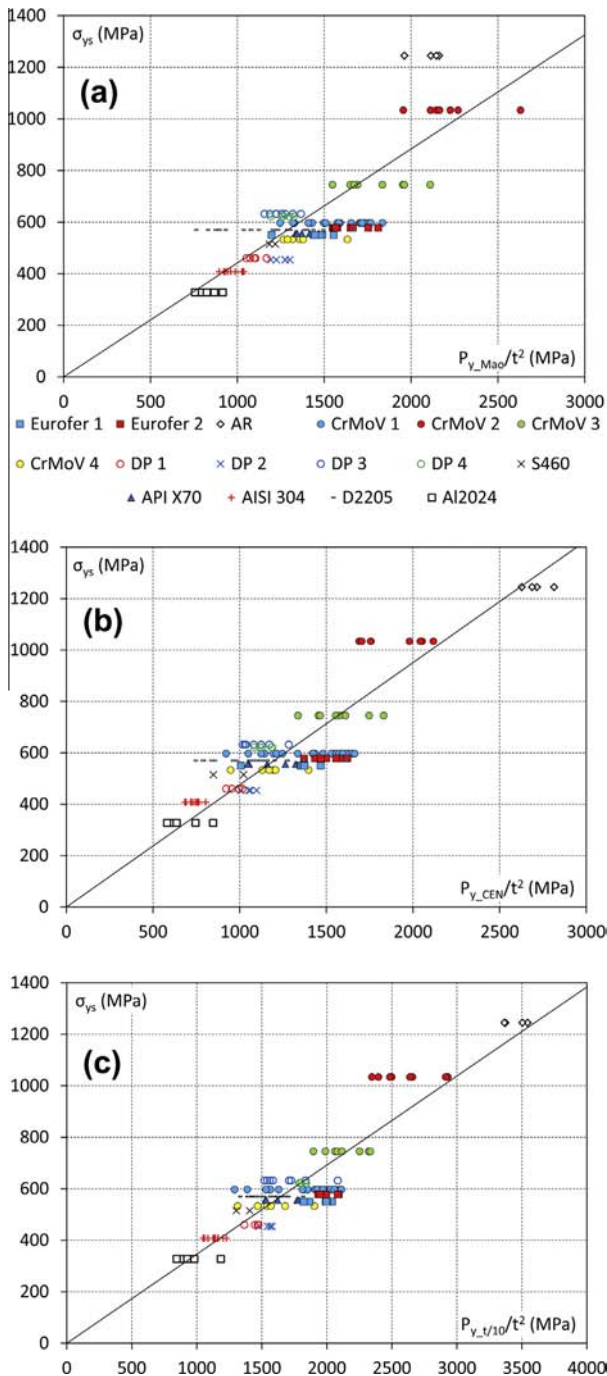 σys (MPa)
1400
1200
(a)
1000
800
600
400
200
0
Py_Mao/t² (MPa)
0 500 1000 1500 2000 2500 3000
Eurofer 1 Eurofer 2 AR CrMoV 1 CrMoV 2 CrMoV 3
CrMoV 4 DP 1 DP 2 DP 3 DP 4 S460
API X70 AISI 304 D2205 Al2024
1400
σys (MPa)
1200
(b)
1000
800
600
400
200
Py_CEN/t² (MPa)
0
0 500 1000 1500 2000 2500 3000
1400
σys (MPa)
1200
(c)
1000
800
600
400
200
Py_t/10/t² (MPa)
0
0 500 1000 1500 2000 2500 3000 3500 4000